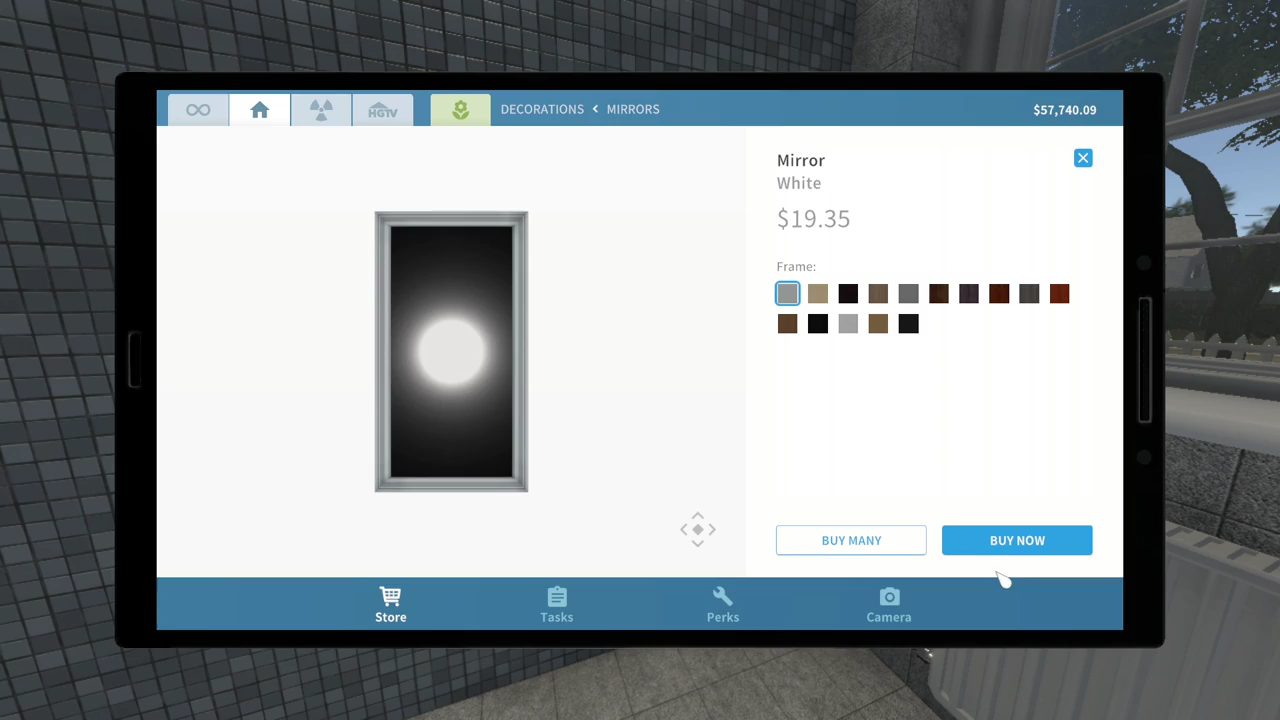 HGTV
DECORATIONS < MIRRORS
$57,740.09
Mirror
White
$19.35
Frame:
BUY MANY
BUY NOW
Store
Tasks
Perks
Camera